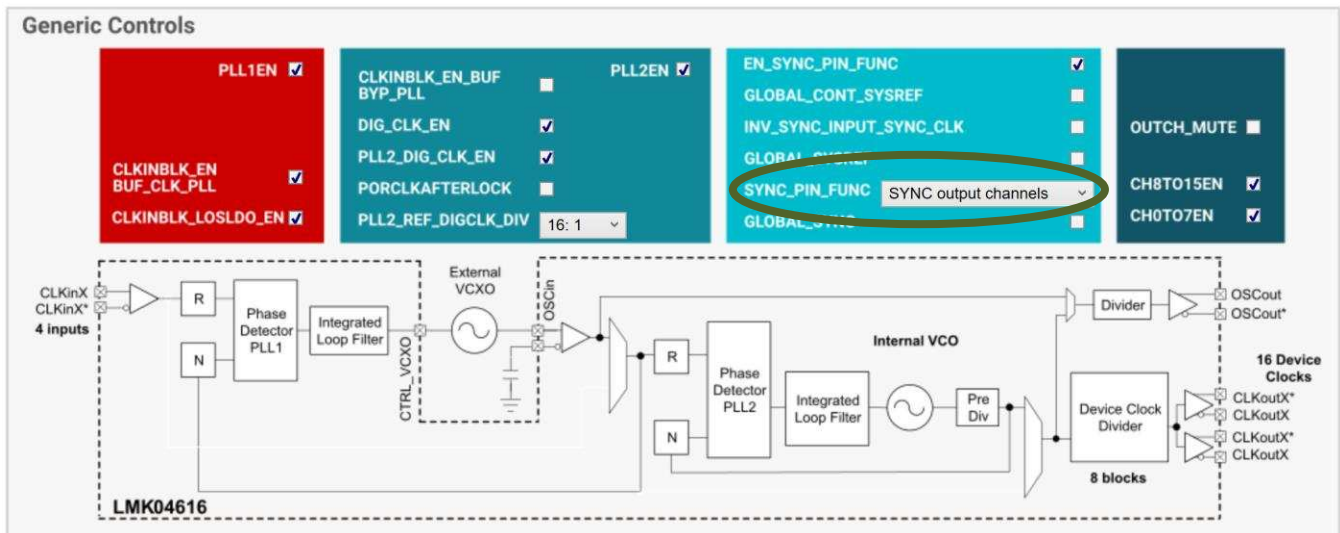 Generic Controls
PLL1EN
CLKINBLK_EN
BUF_CLK_PLL
CLKINBLK_LOSLDO_EN
CLKINBLK_EN_BUF
BYP_PLL
PLL2EN
DIG_CLK_EN
PLL2_DIG_CLK_EN
PORCLKAFTERLOCK
PLL2_REF_DIGCLK_DIV 16: 1
EN_SYNC_PIN_FUNC
GLOBAL_CONT_SYSREF
INV_SYNC_INPUT_SYNC_CLK
GLOBAL_SYSREF
SYNC_PIN_FUNC SYNC output channels
GLOBAL_SYNC
OUTCH_MUTE
CH8TO15EN
CH0TO7EN
CLKinX
CLKinX*
4 inputs
R
N
Phase
Detector
PLL1
Integrated
Loop Filter
CTRL_VCXO
External
VCXO
OSCin
R
N
Phase
Detector
PLL2
Integrated
Loop Filter
Internal VCO
Pre
Div
Divider
OSCout
OSCout*
Device Clock
Divider
8 blocks
16 Device
Clocks
CLKoutX*
CLKoutX
CLKoutX*
CLKoutX
LMK04616